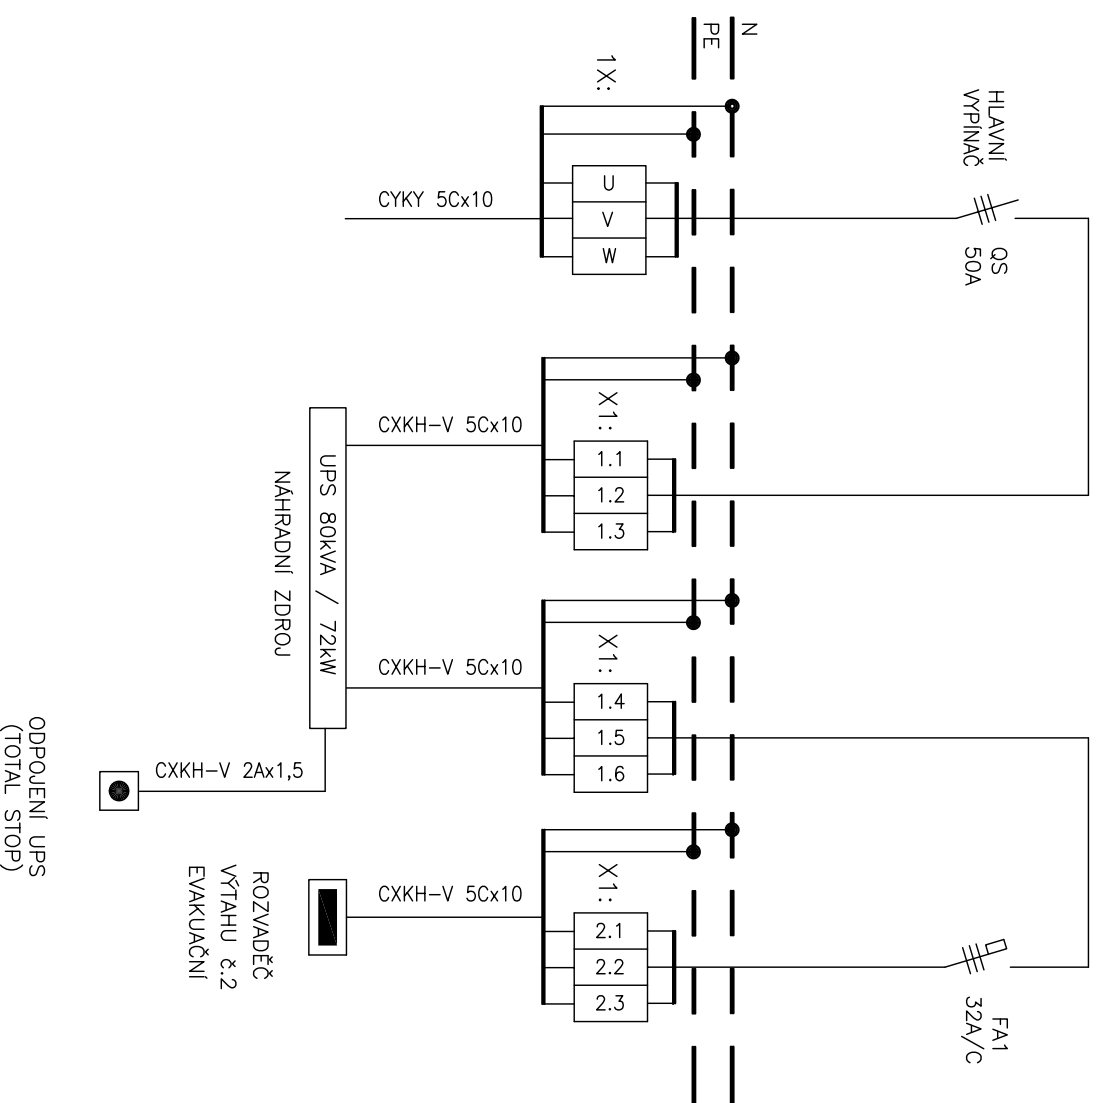 N
PE
1X:
HLAVNÍ
VYPÍNAČ
QS
50A
U
V
W
CYKY 5Cx10
X1:
1.1
1.2
1.3
CXKH-V 5Cx10
UPS 80kVA / 72kW
NÁHRADNÍ ZDROJ
X1:
1.4
1.5
1.6
CXKH-V 5Cx10
CXKH-V 2Ax1,5
ODPOJENÍ UPS
(TOTAL STOP)
X1:
2.1
2.2
2.3
CXKH-V 5Cx10
ROZVADĚČ
VÝTAHU č.2
EVAKUAČNÍ
FA1
32A/C